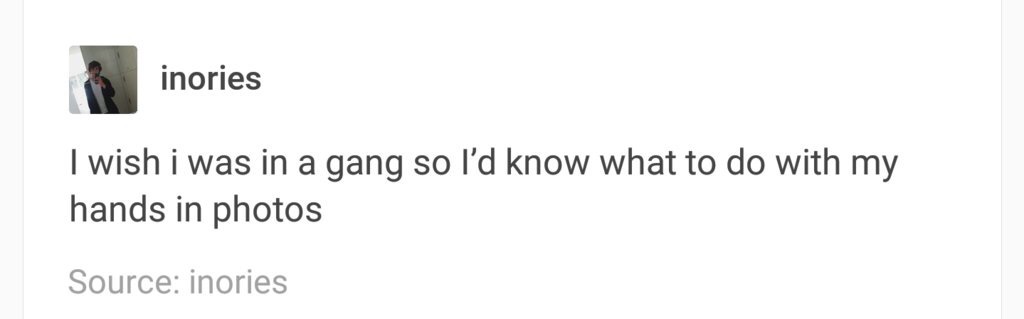 inories
I wish i was in a gang so I’d know what to do with my
hands in photos
Source: inories